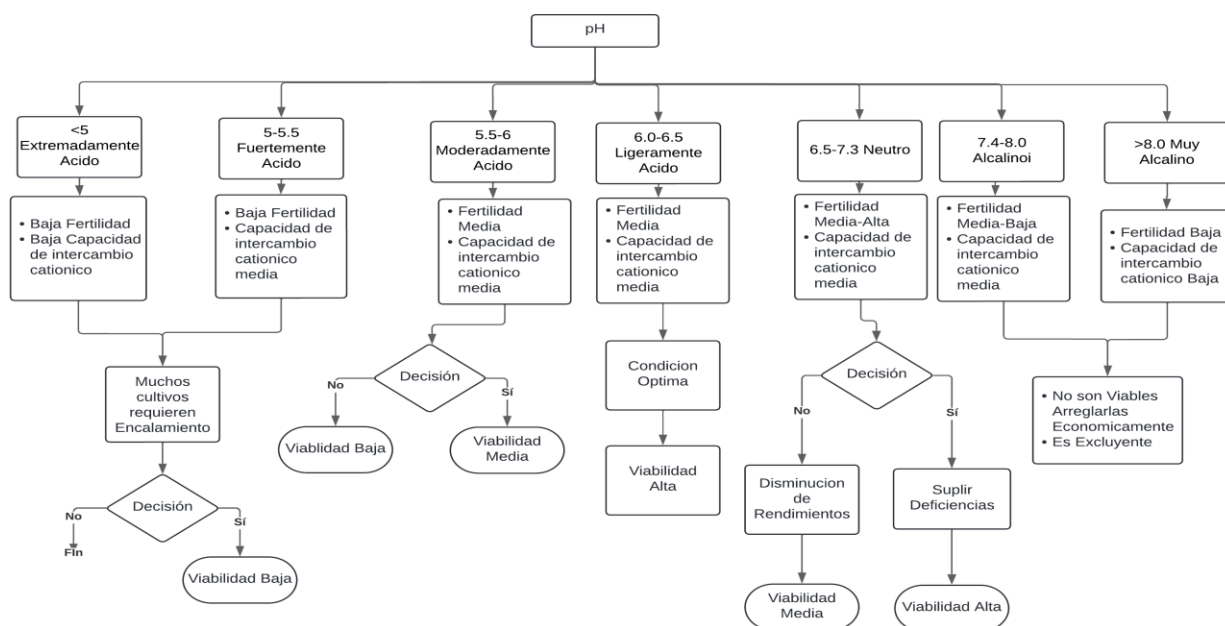 pH
<5
Extremadamente
Acido
5-5.5
Fuertemente
Acido
5.5-6
Moderadamente
Acido
6.0-6.5
Ligeramente
Acido
6.5-7.3 Neutro
7.4-8.0
Alcalinoi
>8.0 Muy
Alcalino
• Baja Fertilidad
• Baja Capacidad
de intercambio
cationico
• Baja Fertilidad
• Capacidad de
intercambio
cationico
media
• Fertilidad
Media
• Capacidad de
intercambio
cationico
media
• Fertilidad
Media
• Capacidad de
intercambio
cationico
media
• Fertilidad
Media-Alta
• Capacidad de
intercambio
cationico
media
• Fertilidad
Media-Baja
• Capacidad de
intercambio
cationico
media
• Fertilidad Baja
• Capacidad de
intercambio
cationico Baja
Muchos
cultivos
requieren
Encalamiento
Decisión
No
Sí
FIn
Viabilidad Baja
Decisión
No
Sí
Viablidad Baja
Viabilidad
Media
Condicion
Optima
Viabilidad
Alta
Decisión
No
Sí
Disminucion
de
Rendimientos
Suplir
Deficiencias
Viabilidad
Media
Viabilidad Alta
• No son Viables
Arreglarlas
Economicamente
• Es Excluyente